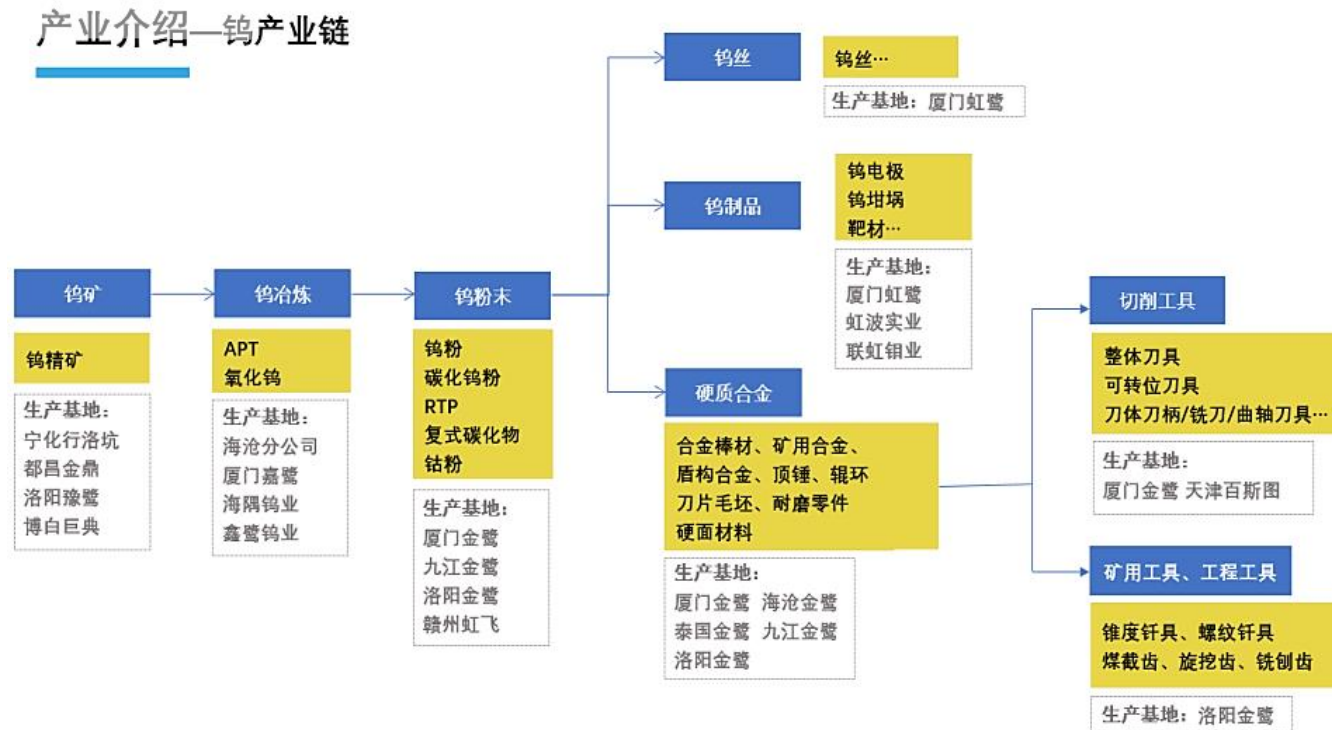 产业介绍—钨产业链
钨矿
钨精矿
生产基地：
宁化行洛坑
都昌金鼎
洛阳豫鹭
博白巨典
钨冶炼
APT
氧化钨
生产基地：
海沧分公司
厦门嘉鹭
海隅钨业
鑫鹭钨业
钨粉末
钨粉
碳化钨粉
RTP
复式碳化物
钴粉
生产基地：
厦门金鹭
九江金鹭
洛阳金鹭
赣州虹飞
钨丝
钨丝…
生产基地：厦门虹鹭
钨制品
钨电极
钨坩埚
靶材…
生产基地：
厦门虹鹭
虹波实业
联虹钼业
硬质合金
合金棒材、矿用合金、
盾构合金、顶锤、辊环
刀片毛坯、耐磨零件
硬面材料
生产基地：
厦门金鹭 海沧金鹭
泰国金鹭 九江金鹭
洛阳金鹭
切削工具
整体刀具
可转位刀具
刀体刀柄/铣刀/曲轴刀具…
生产基地：
厦门金鹭 天津百斯图
矿用工具、工程工具
锥度钎具、螺纹钎具
煤截齿、旋挖齿、铣刨齿
生产基地：洛阳金鹭